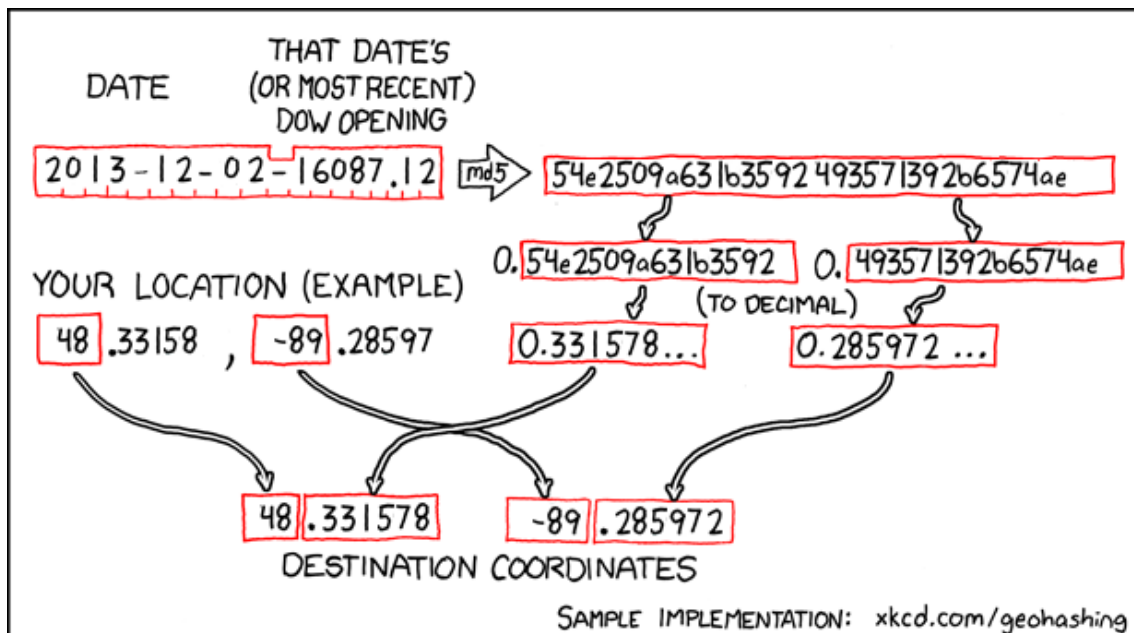 DATE
THAT DATE'S
(OR MOST RECENT)
DOW OPENING
2013-12-02-16087.12
md5
54e2509a631b3592493571392b6574ae
0.54e2509a631b3592
0.493571392b6574ae
(TO DECIMAL)
YOUR LOCATION (EXAMPLE)
48.33158, -89.28597
0.331578...
0.285972...
48.331578
-89.285972
DESTINATION COORDINATES
SAMPLE IMPLEMENTATION: xkcd.com/geohashing